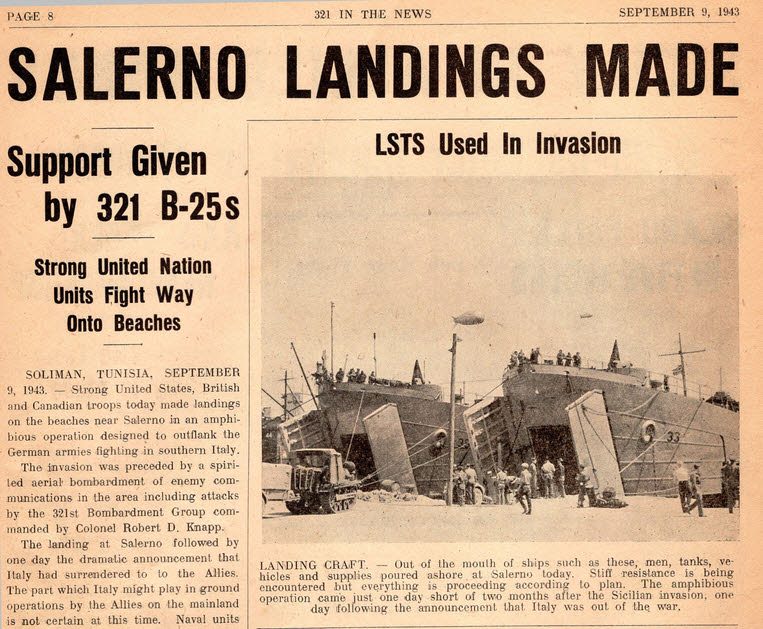 PAGE 8
321 IN THE NEWS
SEPTEMBER 9, 1943
SALERNO LANDINGS MADE
Support Given
by 321 B-25s
Strong United Nation
Units Fight Way
Onto Beaches
SOLIMAN, TUNISIA, SEPTEMBER
9, 1943. — Strong United States, British
and Canadian troops today made landings
on the beaches near Salerno in an amphi-
bious operation designed to outflank the
German armies fighting in southern Italy.
The invasion was preceded by a spiri-
ted aerial bombardment of enemy com-
munications in the area including attacks
by the 321st Bombardment Group com-
manded by Colonel Robert D. Knapp.
The landing at Salerno followed by
one day the dramatic announcement that
Italy had surrendered to to the Allies.
The part which Italy might play in ground
operations by the Allies on the mainland
is not certain at this time. Naval units
LSTS Used In Invasion
33
LANDING CRAFT. — Out of the mouth of ships such as these, men, tanks, ve-
hicles and supplies poured ashore at Salerno today. Stiff resistance is being
encountered but everything is proceeding according to plan. The amphibious
operation came just one day short of two months after the Sicilian invasion, one
day following the announcement that Italy was out of the war.